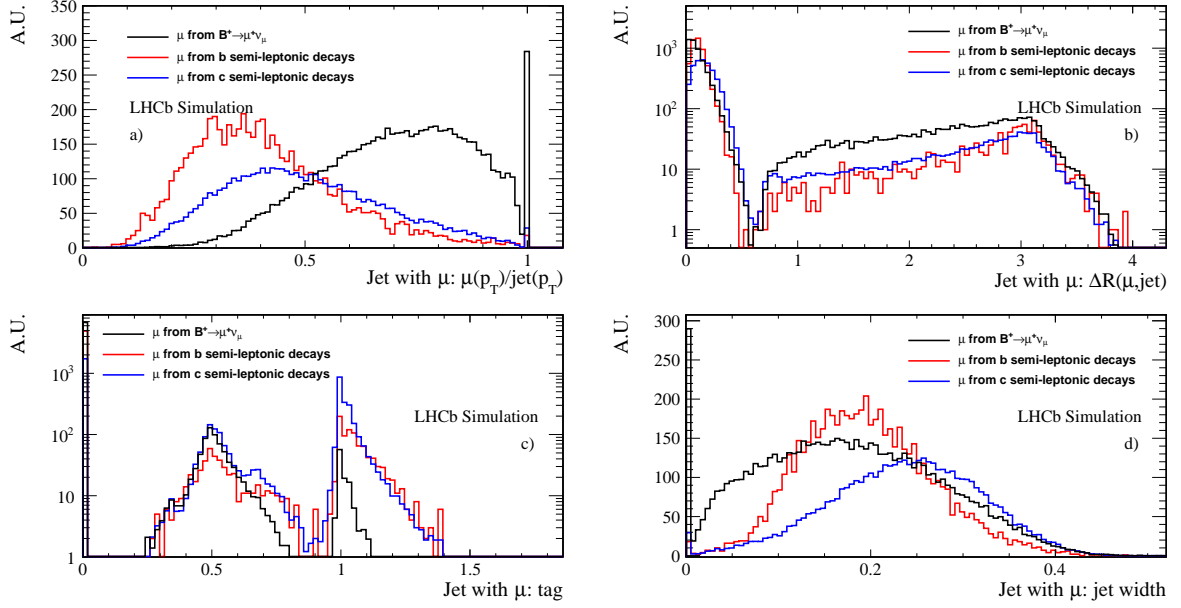 A.U.
350
300
250
200
150
100
50
0
μ from B⁺→μ⁺ν_μ
μ from b semi-leptonic decays
μ from c semi-leptonic decays
LHCb Simulation
a)
0 0.5 1
Jet with μ: μ(p_T)/jet(p_T)
A.U.
10³
10²
10
1
μ from B⁺→μ⁺ν_μ
μ from b semi-leptonic decays
μ from c semi-leptonic decays
LHCb Simulation
b)
0 1 2 3 4
Jet with μ: ΔR(μ,jet)
A.U.
10³
10²
10
1
μ from B⁺→μ⁺ν_μ
μ from b semi-leptonic decays
μ from c semi-leptonic decays
LHCb Simulation
c)
0 0.5 1 1.5
Jet with μ: tag
A.U.
300
250
200
150
100
50
0
μ from B⁺→μ⁺ν_μ
μ from b semi-leptonic decays
μ from c semi-leptonic decays
LHCb Simulation
d)
0 0.2 0.4
Jet with μ: jet width